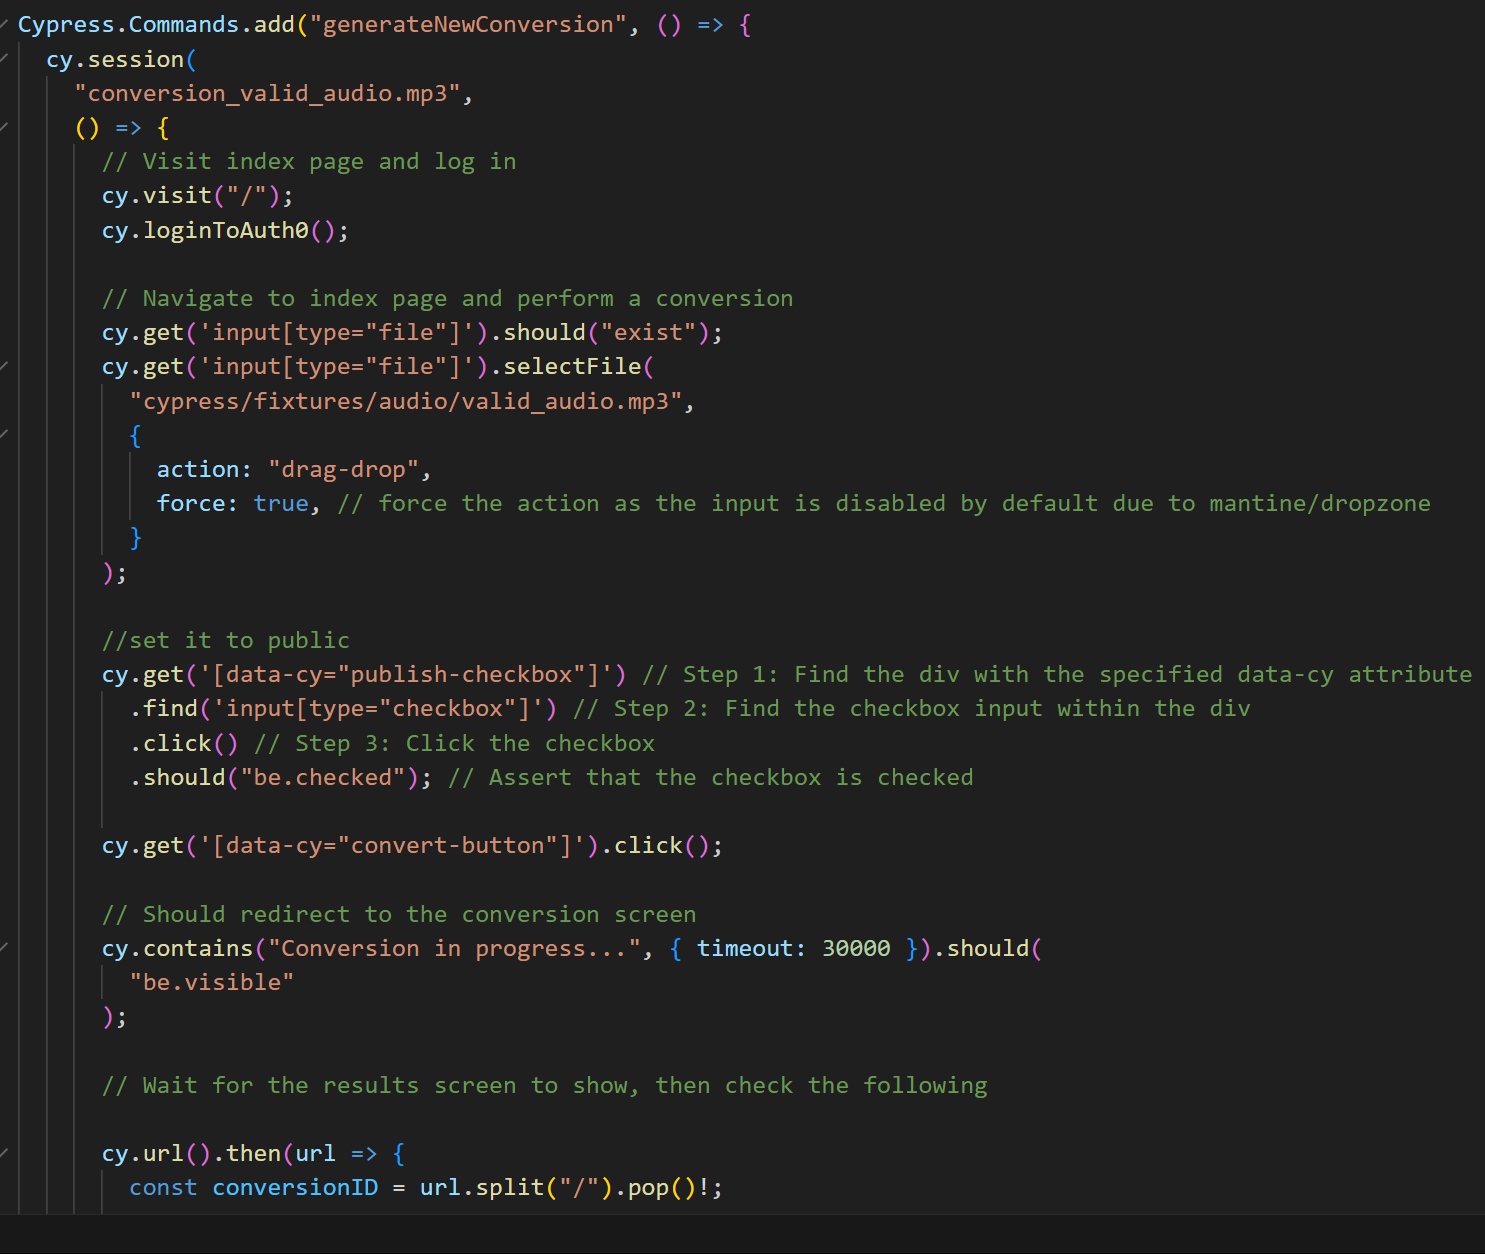 Cypress.Commands.add("generateNewConversion", () => {
cy.session(
"conversion_valid_audio.mp3",
() => {
// Visit index page and log in
cy.visit("/");
cy.loginToAuth0();
// Navigate to index page and perform a conversion
cy.get('input[type="file"]').should("exist");
cy.get('input[type="file"]').selectFile(
"cypress/fixtures/audio/valid_audio.mp3",
{
action: "drag-drop",
force: true, // force the action as the input is disabled by default due to mantine/dropzone
}
);
//set it to public
cy.get('[data-cy="publish-checkbox"]') // Step 1: Find the div with the specified data-cy attribute
.find('input[type="checkbox"]') // Step 2: Find the checkbox input within the div
.click() // Step 3: Click the checkbox
.should("be.checked"); // Assert that the checkbox is checked
cy.get('[data-cy="convert-button"]').click();
// Should redirect to the conversion screen
cy.contains("Conversion in progress...", { timeout: 30000 }).should(
"be.visible"
);
// Wait for the results screen to show, then check the following
cy.url().then(url => {
const conversionID = url.split("/").pop()!;